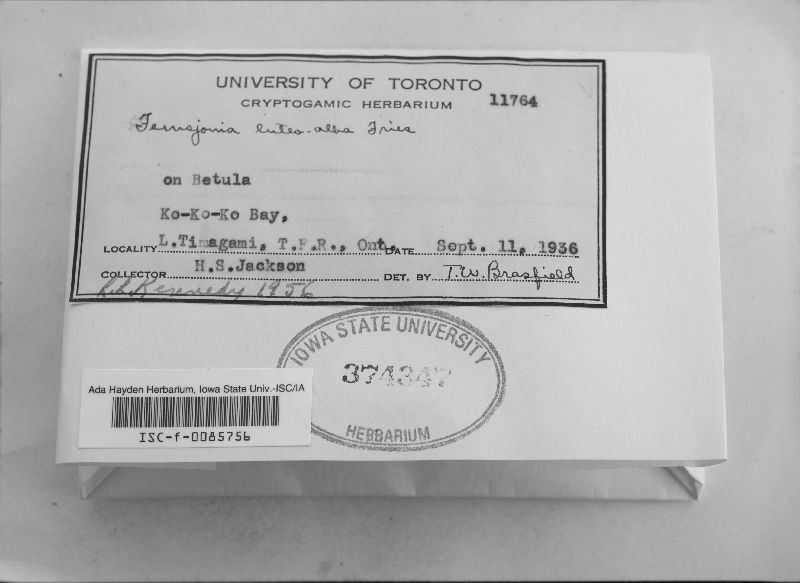 UNIVERSITY OF TORONTO
CRYPTOGAMIC HERBARIUM 11764
Femsjonia luteo-alba Fries
on Betula
Ko-Ko-Ko Bay,
LOCALITY L.Timagami, T.F.R., Ont. DATE Sept. 11, 1936
COLLECTOR H.S.Jackson DET. BY T.W. Brasfield
L.L. Kennedy 1956
IOWA STATE UNIVERSITY
374347
HERBARIUM
Ada Hayden Herbarium, Iowa State Univ.-ISC/IA
ISC-f-0085756